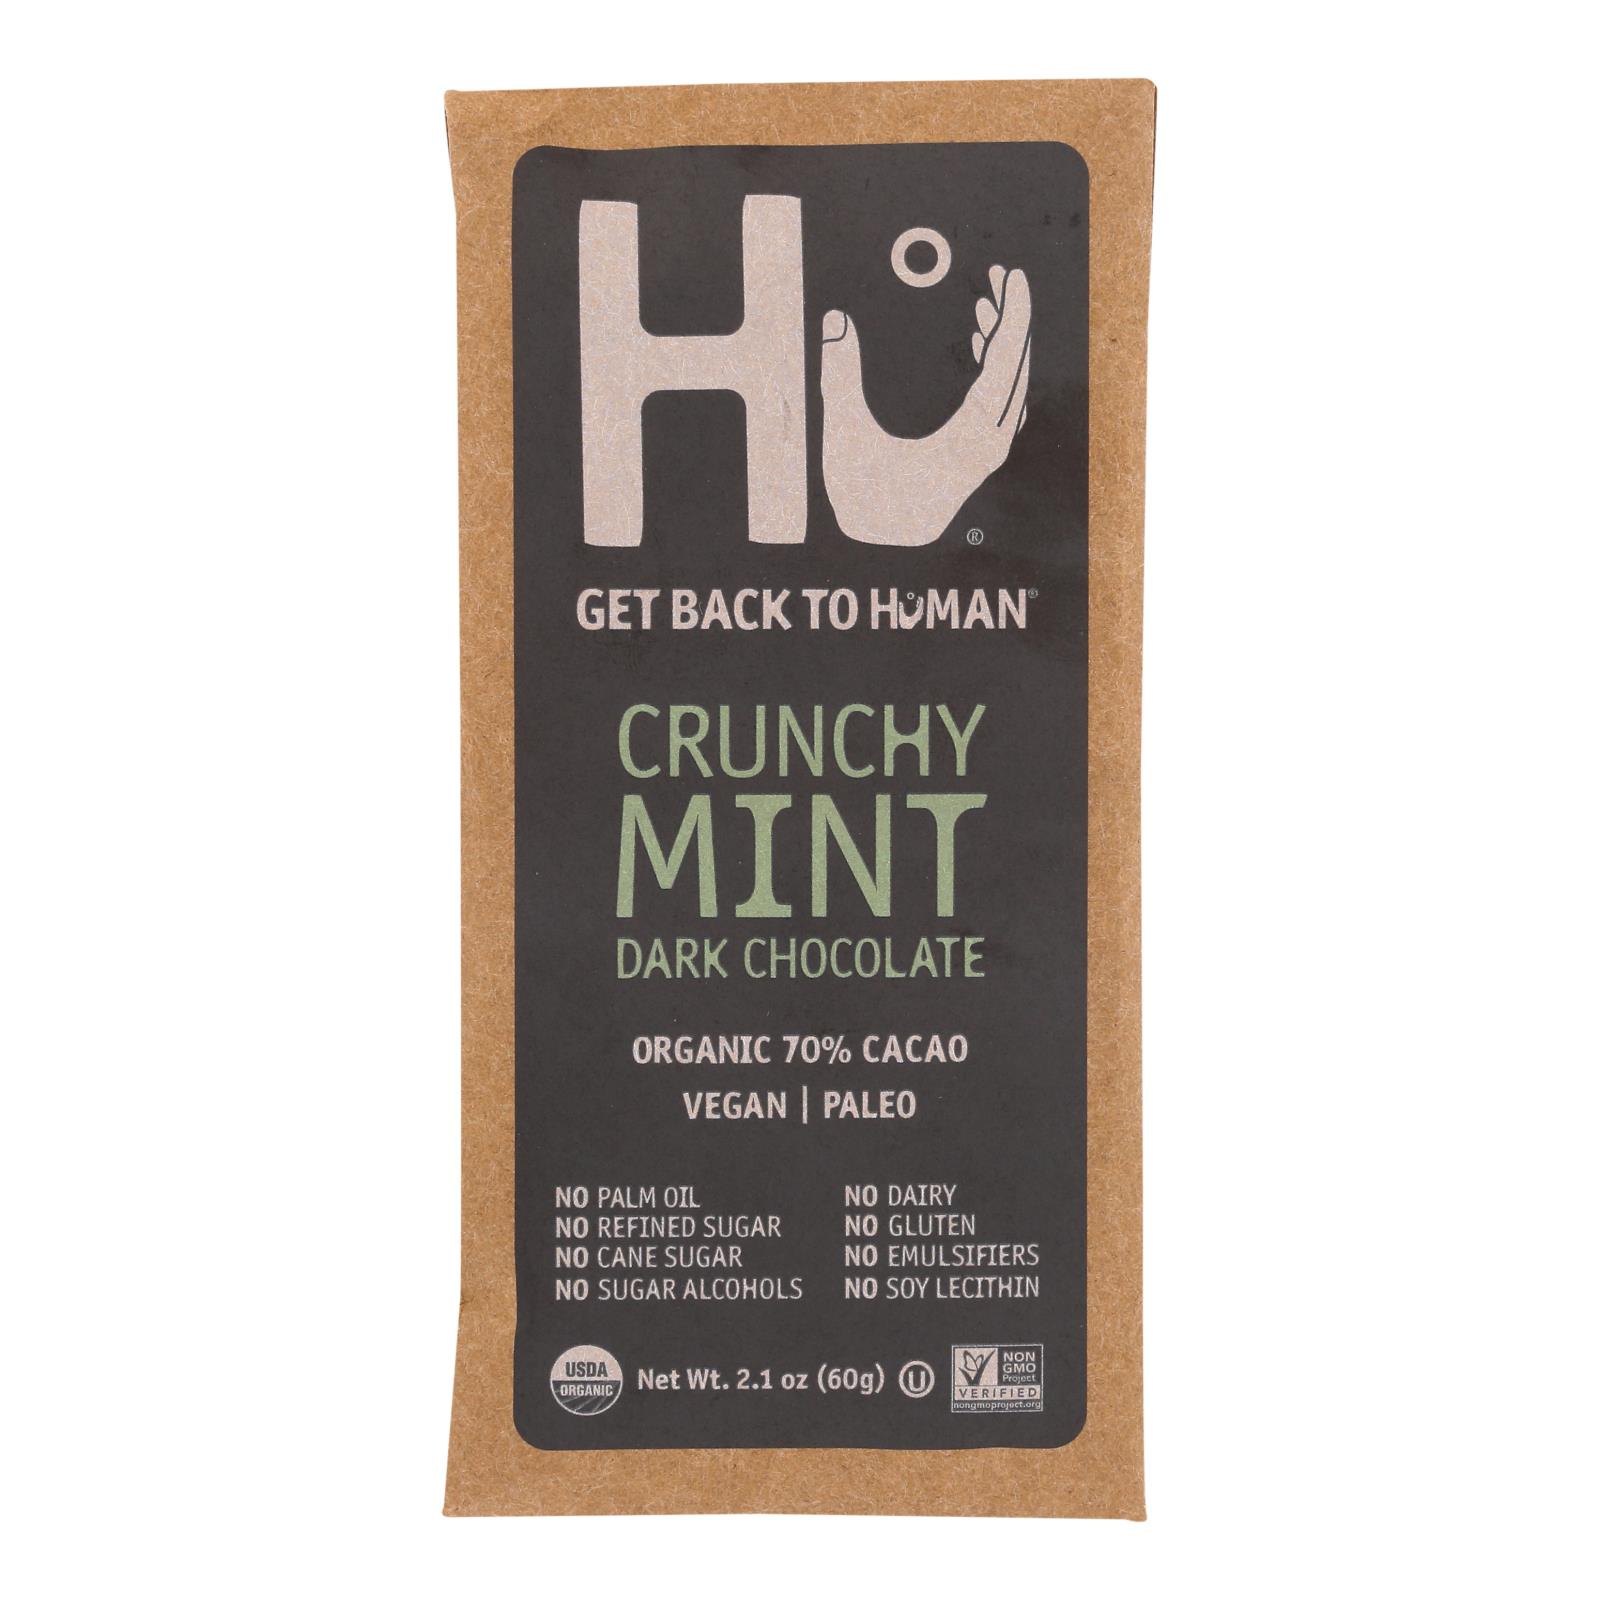 Hu
®
GET BACK TO HUMAN®
CRUNCHY
MINT
DARK CHOCOLATE
ORGANIC 70% CACAO
VEGAN | PALEO
NO PALM OIL
NO REFINED SUGAR
NO CANE SUGAR
NO SUGAR ALCOHOLS
NO DAIRY
NO GLUTEN
NO EMULSIFIERS
NO SOY LECITHIN
USDA
ORGANIC
Net Wt. 2.1 oz (60g)
U
NON
GMO
Project
VERIFIED
nongmoproject.org